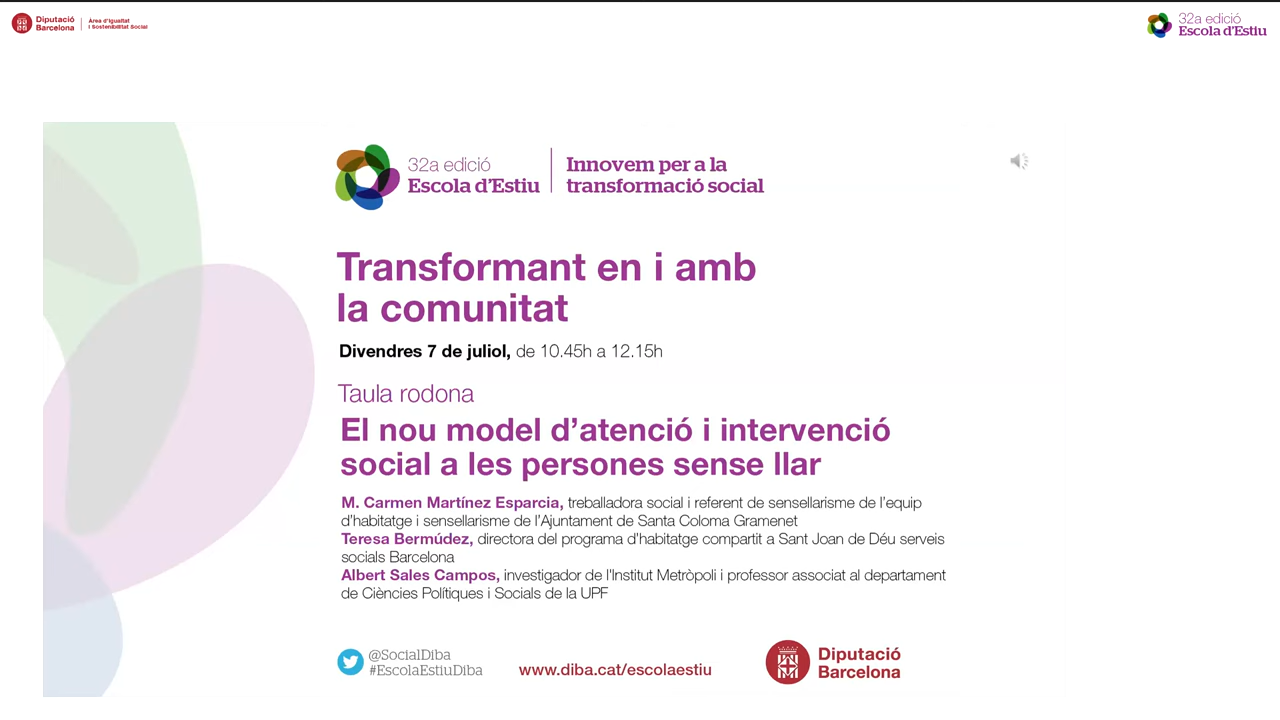 Diputació
Barcelona
Àrea d'Igualtat
i Sostenibilitat Social
32a edició
Escola d'Estiu
32a edició
Escola d'Estiu
Innovem per a la
transformació social
Transformant en i amb
la comunitat
Divendres 7 de juliol, de 10.45h a 12.15h
Taula rodona
El nou model d'atenció i intervenció
social a les persones sense llar
M. Carmen Martínez Esparcia, treballadora social i referent de sensellarisme de l'equip
d'habitatge i sensellarisme de l'Ajuntament de Santa Coloma Gramenet
Teresa Bermúdez, directora del programa d'habitatge compartit a Sant Joan de Déu serveis
socials Barcelona
Albert Sales Campos, investigador de l'Institut Metròpoli i professor associat al departament
de Ciències Polítiques i Socials de la UPF
@SocialDiba
#EscolaEstiuDiba
www.diba.cat/escolaestiu
Diputació
Barcelona